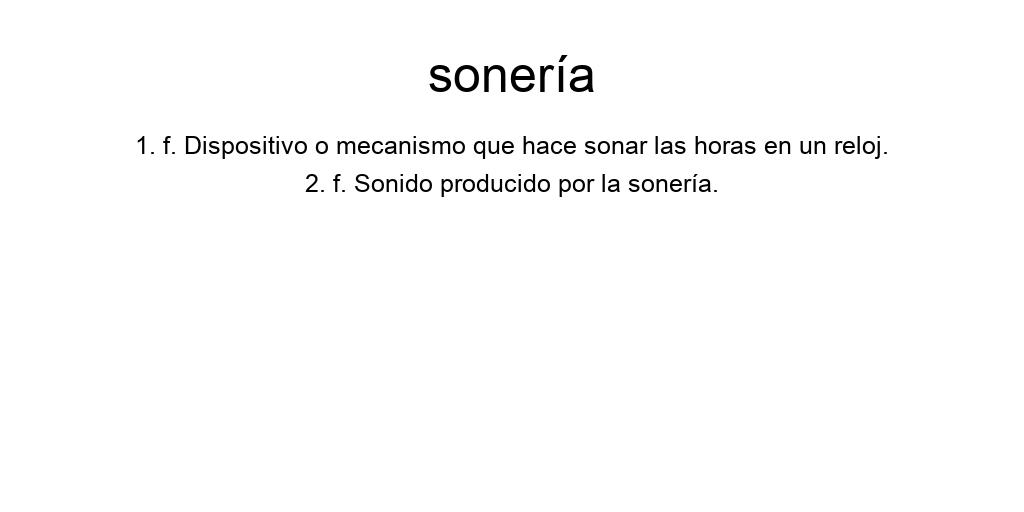 sonería
1. f. Dispositivo o mecanismo que hace sonar las horas en un reloj.
2. f. Sonido producido por la sonería.